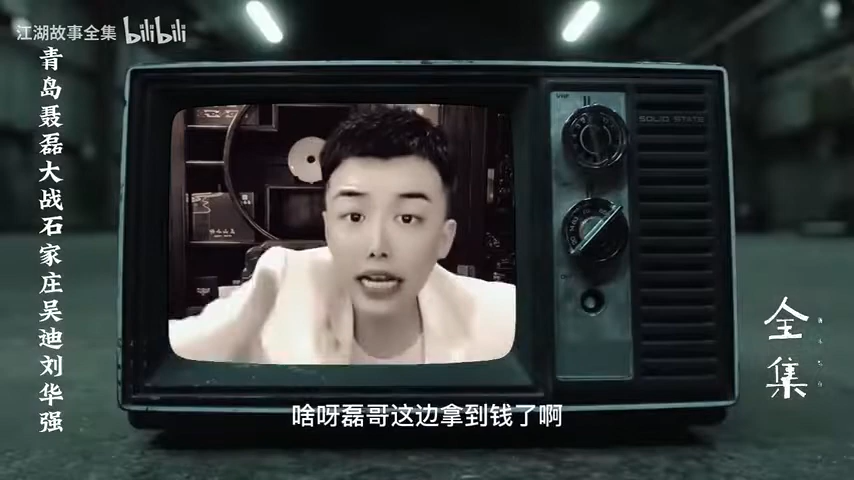 江湖故事全集 bilibili
青岛聂磊大战石家庄吴迪刘华强
UHF
SOLID STATE
全集
啥呀磊哥这边拿到钱了啊